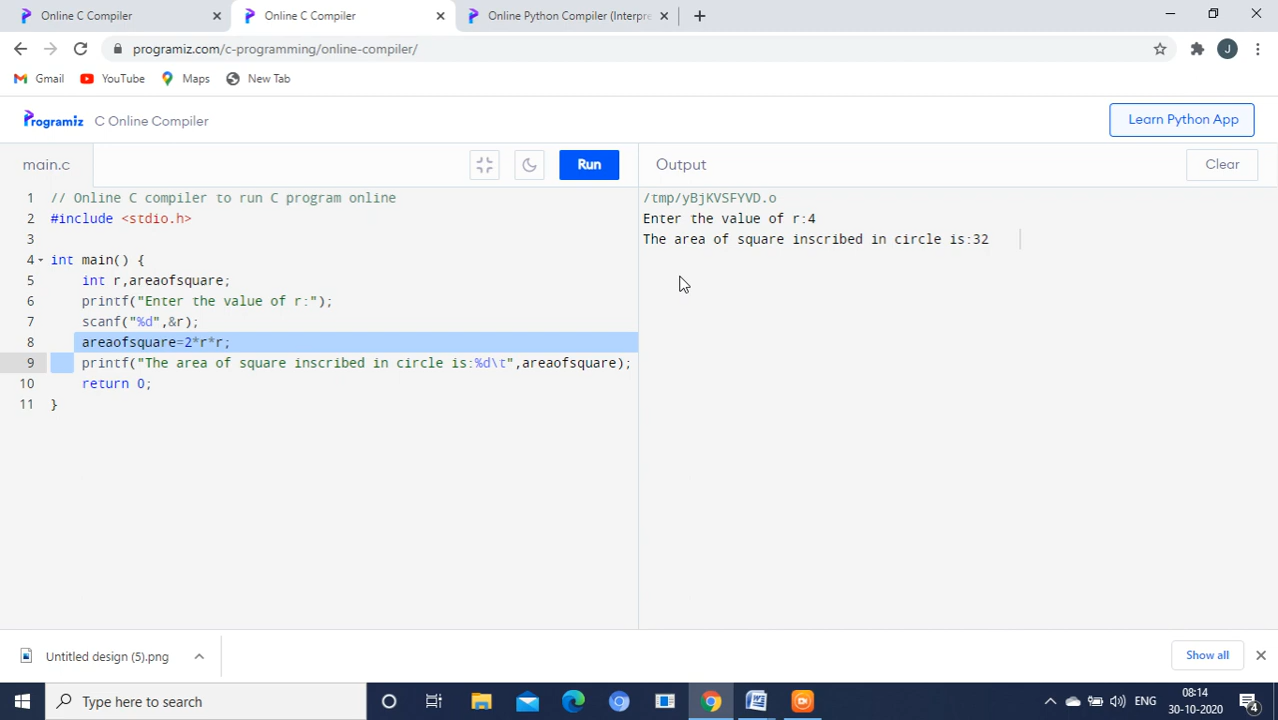 Online C Compiler
Online C Compiler
Online Python Compiler (Interpre
programiz.com/c-programming/online-compiler/
J
Gmail YouTube Maps New Tab
Programiz C Online Compiler
Learn Python App
main.c
Run
Output
Clear
1 // Online C compiler to run C program online
2 #include <stdio.h>
3
4 int main() {
5 int r,areaofsquare;
6 printf("Enter the value of r:");
7 scanf("%d",&r);
8 areaofsquare=2*r*r;
9 printf("The area of square inscribed in circle is:%d\t",areaofsquare);
10 return 0;
11 }
/tmp/yBjKVSFYVD.o
Enter the value of r:4
The area of square inscribed in circle is:32
Untitled design (5).png
Show all
Type here to search
ENG
08:14
30-10-2020
4